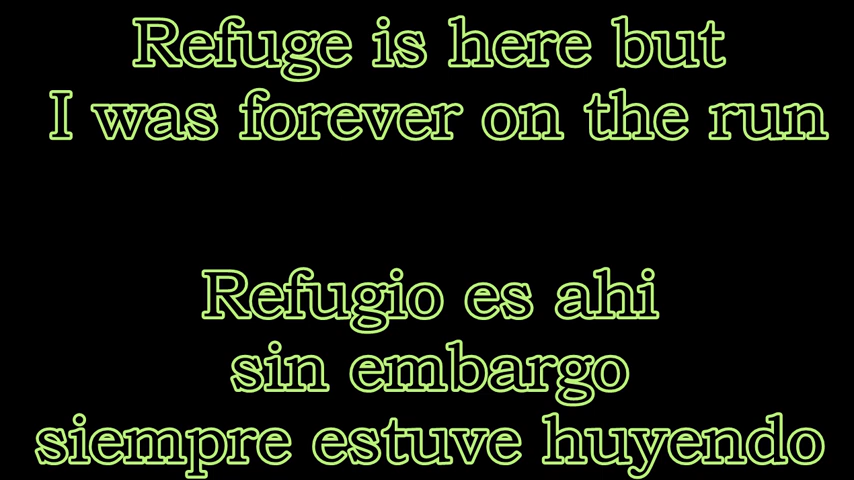 Refuge is here but
I was forever on the run
Refugio es ahi
sin embargo
siempre estuve huyendo